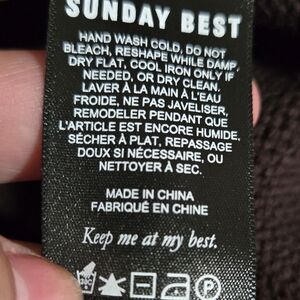 SUNDAY BEST
HAND WASH COLD, DO NOT
BLEACH, RESHAPE WHILE DAMP,
DRY FLAT, COOL IRON ONLY IF
NEEDED, OR DRY CLEAN.
LAVER À LA MAIN À L'EAU
FROIDE, NE PAS JAVELISER,
REMODELER PENDANT QUE
L'ARTICLE EST ENCORE HUMIDE,
SÉCHER À PLAT, REPASSAGE
DOUX SI NÉCESSAIRE, OU
NETTOYER À SEC.
MADE IN CHINA
FABRIQUÉ EN CHINE
Keep me at my best.
P